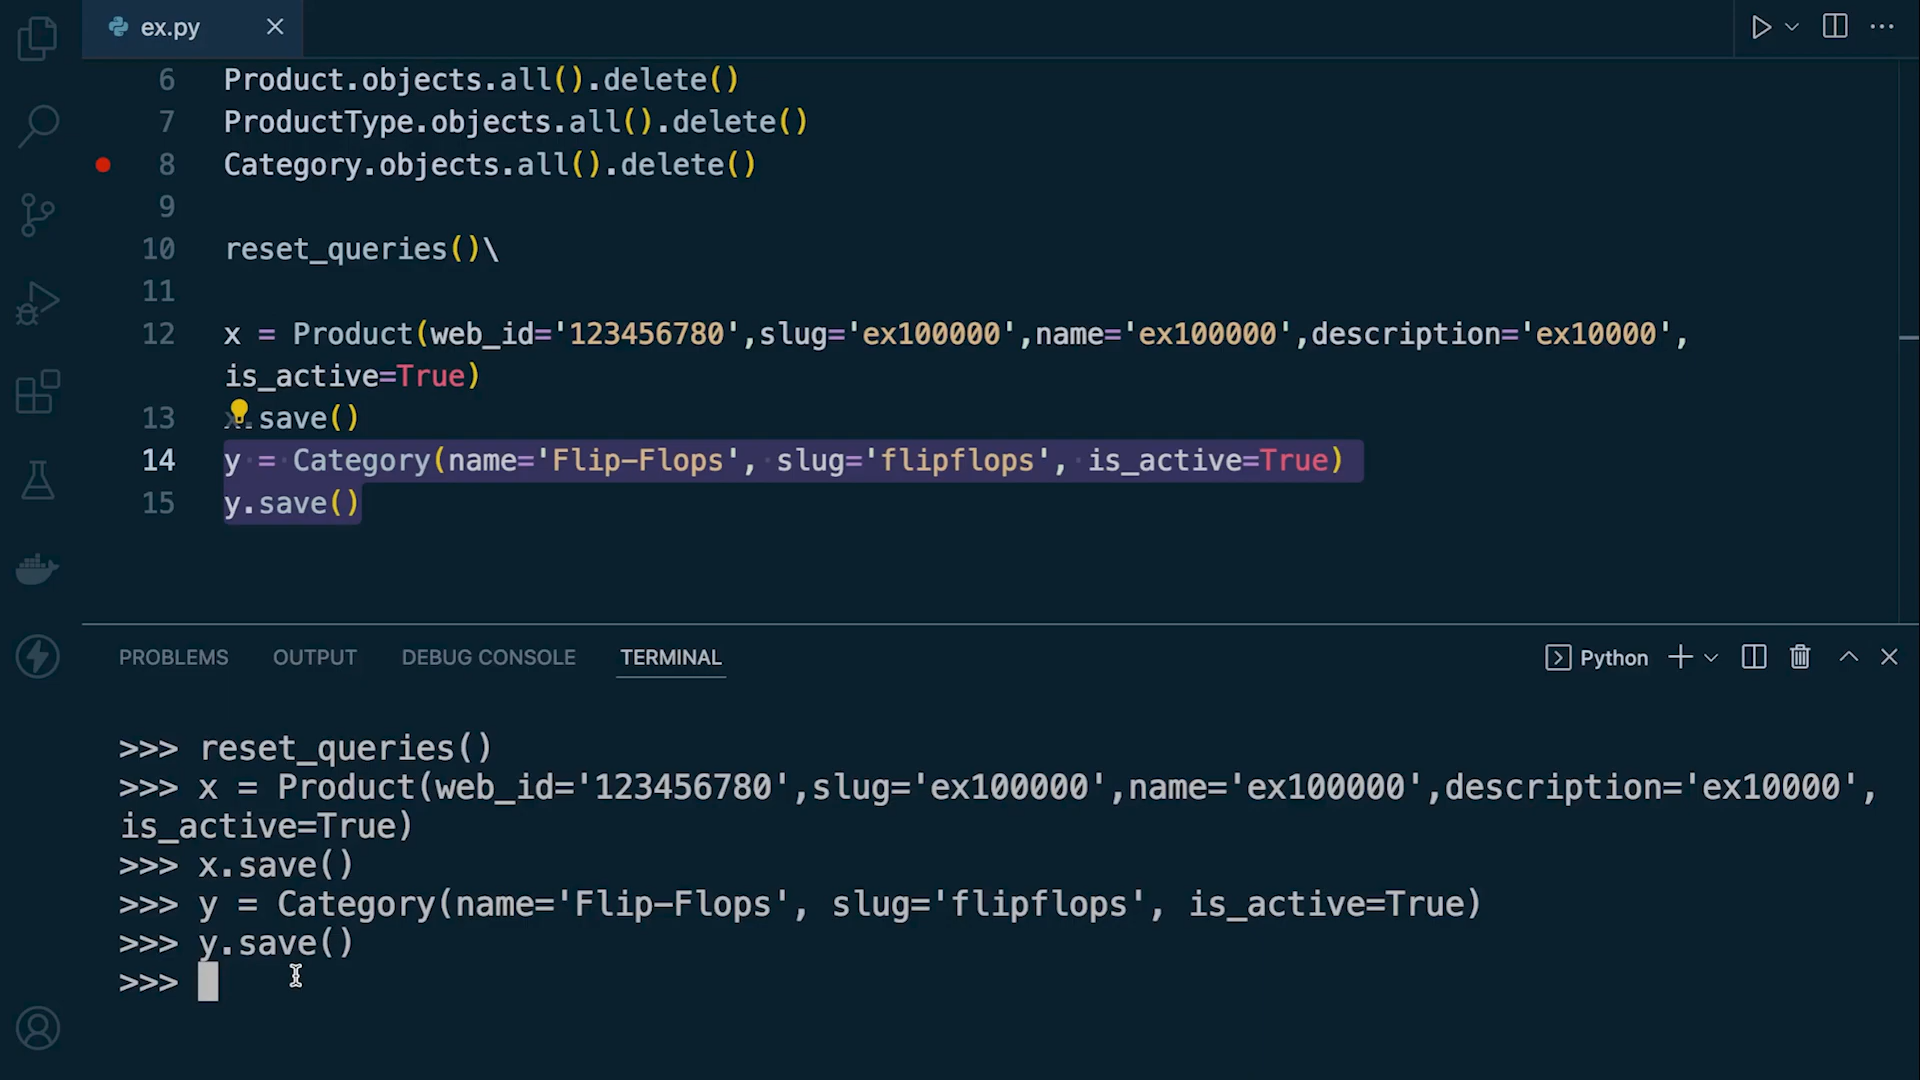 ex.py
6 Product.objects.all().delete()
7 ProductType.objects.all().delete()
8 Category.objects.all().delete()
9
10 reset_queries()\
11
12 x = Product(web_id='123456780',slug='ex100000',name='ex100000',description='ex10000',
is_active=True)
13 x.save()
14 y = Category(name='Flip-Flops', slug='flipflops', is_active=True)
15 y.save()
PROBLEMS OUTPUT DEBUG CONSOLE TERMINAL Python
>>> reset_queries()
>>> x = Product(web_id='123456780',slug='ex100000',name='ex100000',description='ex10000',
is_active=True)
>>> x.save()
>>> y = Category(name='Flip-Flops', slug='flipflops', is_active=True)
>>> y.save()
>>>